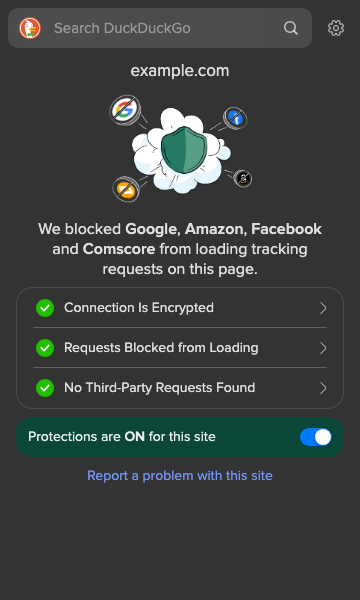 Search DuckDuckGo
example.com
We blocked Google, Amazon, Facebook
and Comscore from loading tracking
requests on this page.
Connection Is Encrypted
Requests Blocked from Loading
No Third-Party Requests Found
Protections are ON for this site
Report a problem with this site